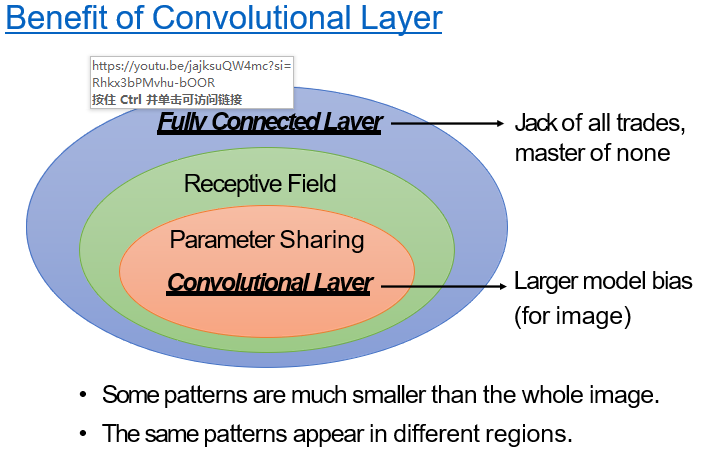 Benefit of Convolutional Layer
https://youtu.be/jajksuQW4mc?si=
Rhkx3bPMvhu-bOOR
按住 Ctrl 并单击可访问链接
Fully Connected Layer
Jack of all trades,
master of none
Receptive Field
Parameter Sharing
Convolutional Layer
Larger model bias
(for image)
• Some patterns are much smaller than the whole image.
• The same patterns appear in different regions.